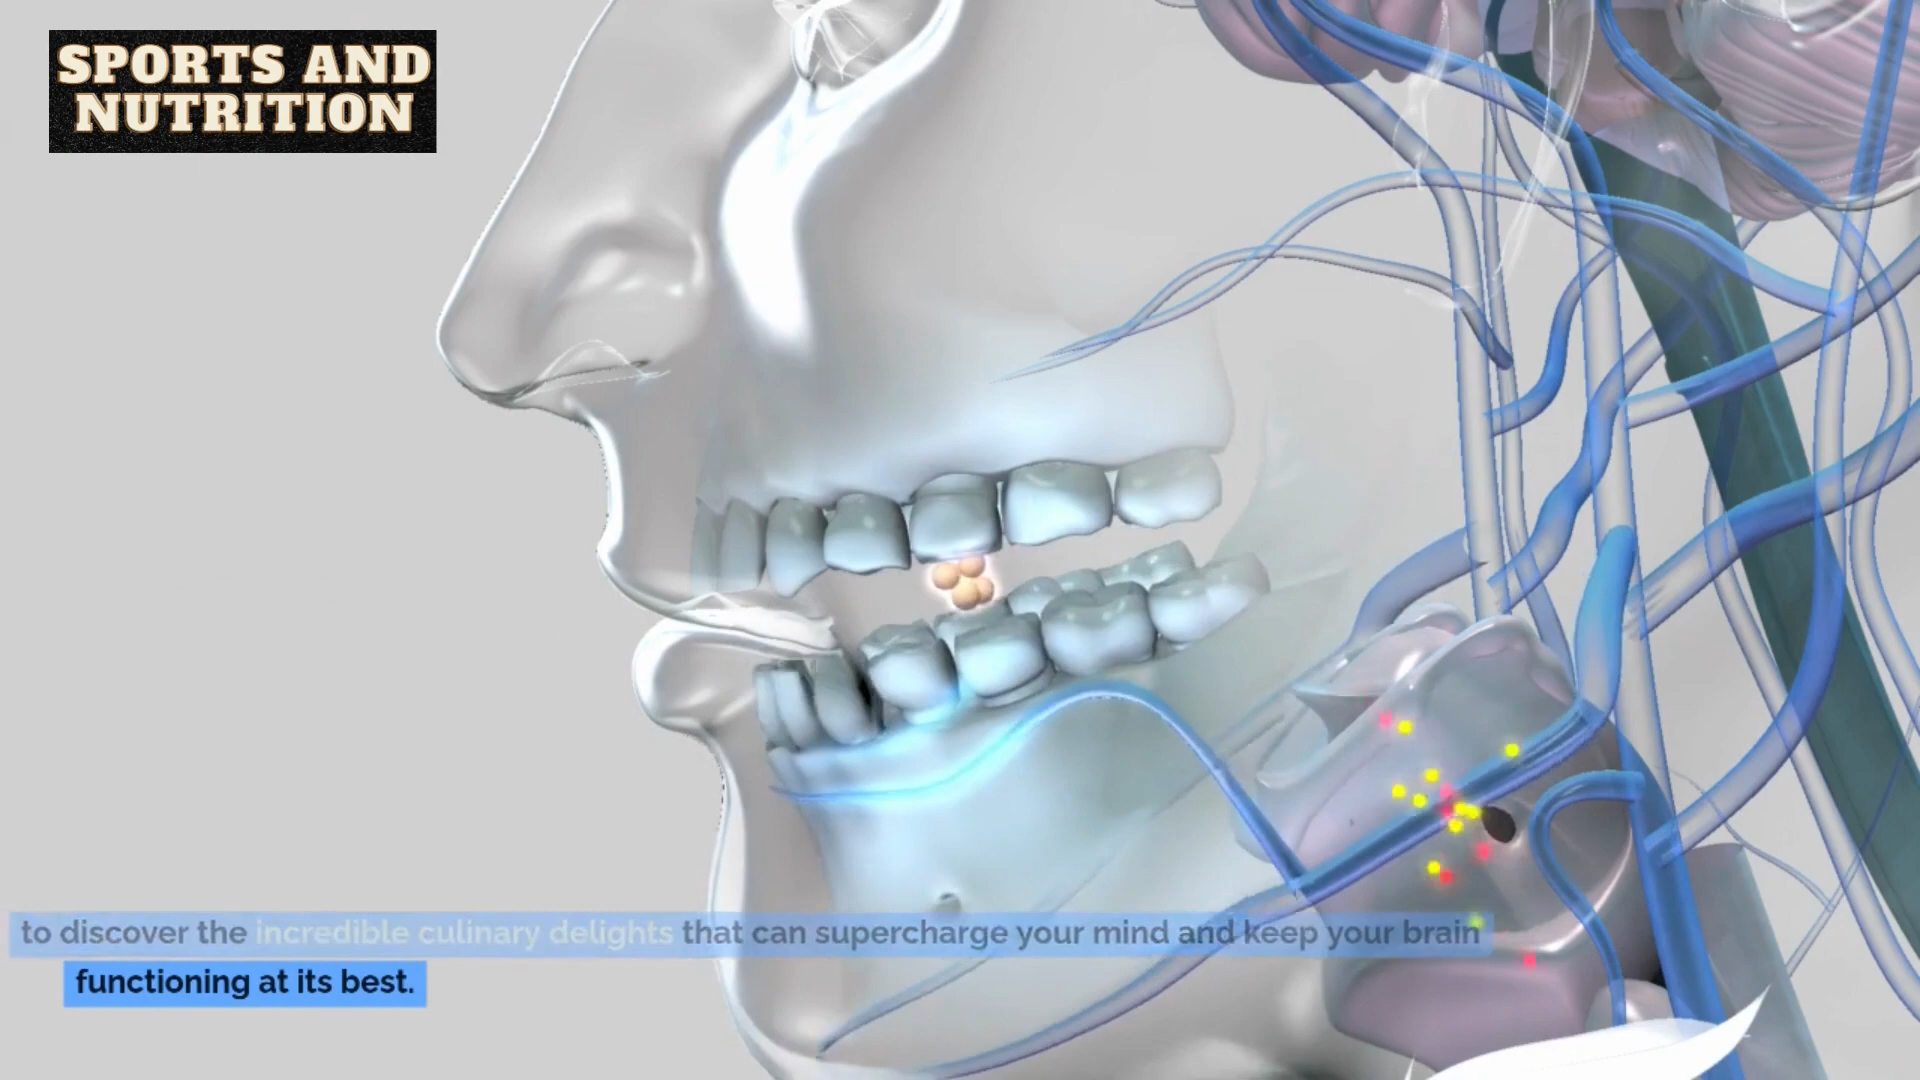 SPORTS AND
NUTRITION
to discover the incredible culinary delights that can supercharge your mind and keep your brain
functioning at its best.